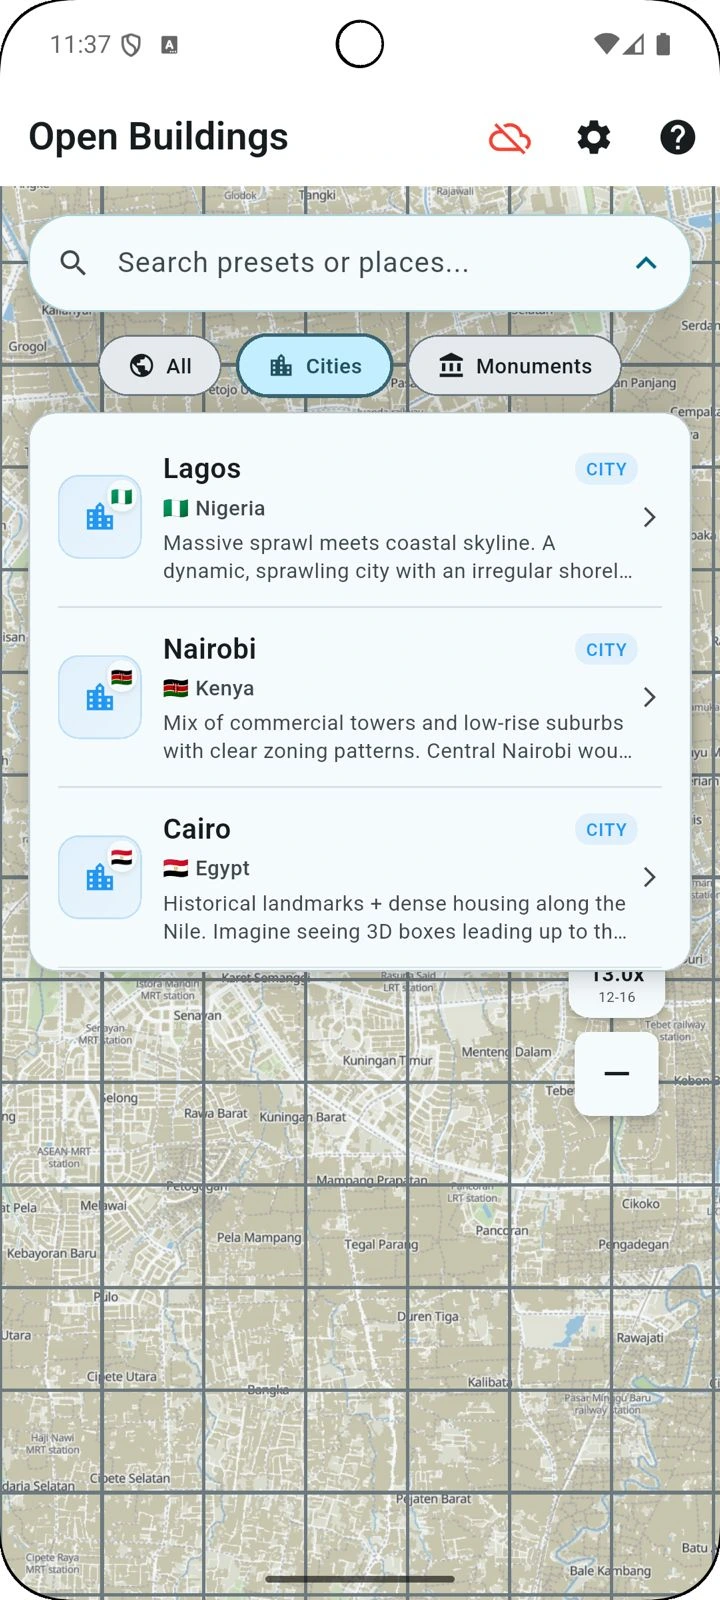 11:37
A
Open Buildings
Glodok
Tangki
Rajawali
Search presets or places...
Grogol
Serdan
All
Cities
Monuments
an Panjang
Cempaka
Lagos
CITY
🇳🇬 Nigeria
Massive sprawl meets coastal skyline. A
dynamic, sprawling city with an irregular shorel…
Nairobi
CITY
🇰🇪 Kenya
Mix of commercial towers and low-rise suburbs
with clear zoning patterns. Central Nairobi wou…
Cairo
CITY
🇪🇬 Egypt
Historical landmarks + dense housing along the
Nile. Imagine seeing 3D boxes leading up to th…
13.0x
12-16
Istora Mandiri
MRT station
Karet Semanggi
Rasuna Said
LRT station
Senayan
Senayan
MRT station
Kuningan Timur
Menteng Dalam
Tebet railway
station
Selong
Rawa Barat
Kuningan Barat
Tebe
Kebon B
ASEAN MRT
station
Mampang Prapatan
Petogogan
Pancoran
LRT station
at Pela
Melawai
Cikoko
Pela Mampang
Tegal Parang
Pancoran
Pengadegan
Kebayoran Baru
Pulo
Utara
Duren Tiga
Rawajati
Cipete Utara
Bangka
Kalibata
Pasar Minggu Baru
railway station
Haji Nawi
MRT station
daria Selatan
Cipete Selatan
Pejaten Barat
Cipete Raya
MRT station
Bale Kambang
Batu